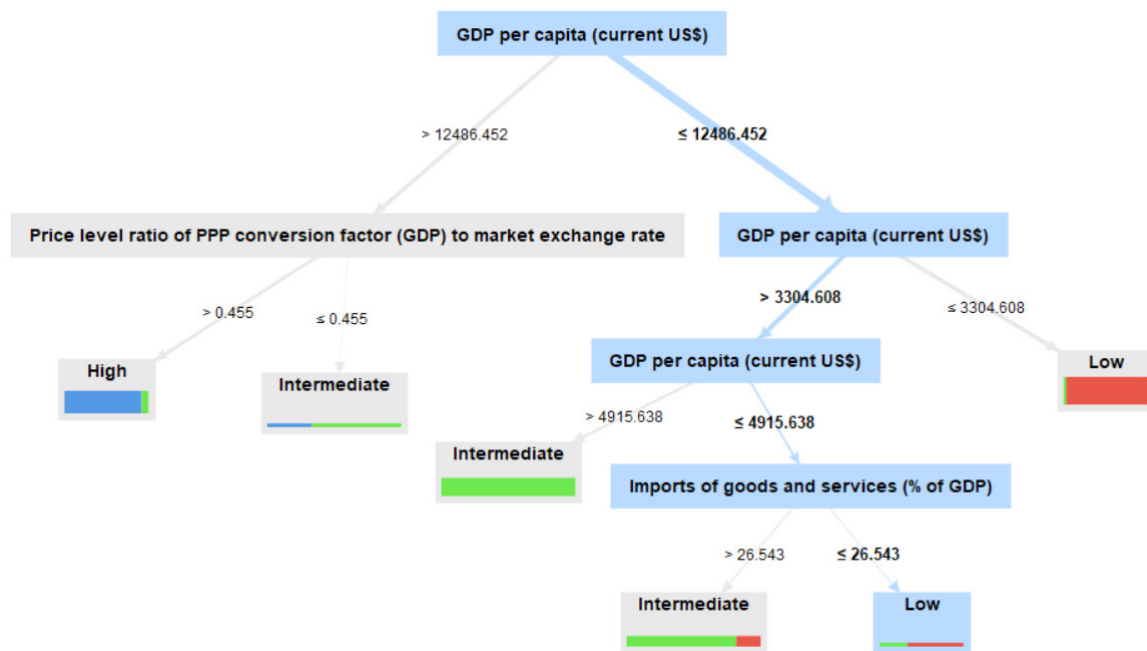 GDP per capita (current US$)
> 12486.452
≤ 12486.452
Price level ratio of PPP conversion factor (GDP) to market exchange rate
GDP per capita (current US$)
> 0.455
≤ 0.455
> 3304.608
≤ 3304.608
High
Intermediate
GDP per capita (current US$)
Low
> 4915.638
≤ 4915.638
Intermediate
Imports of goods and services (% of GDP)
> 26.543
≤ 26.543
Intermediate
Low